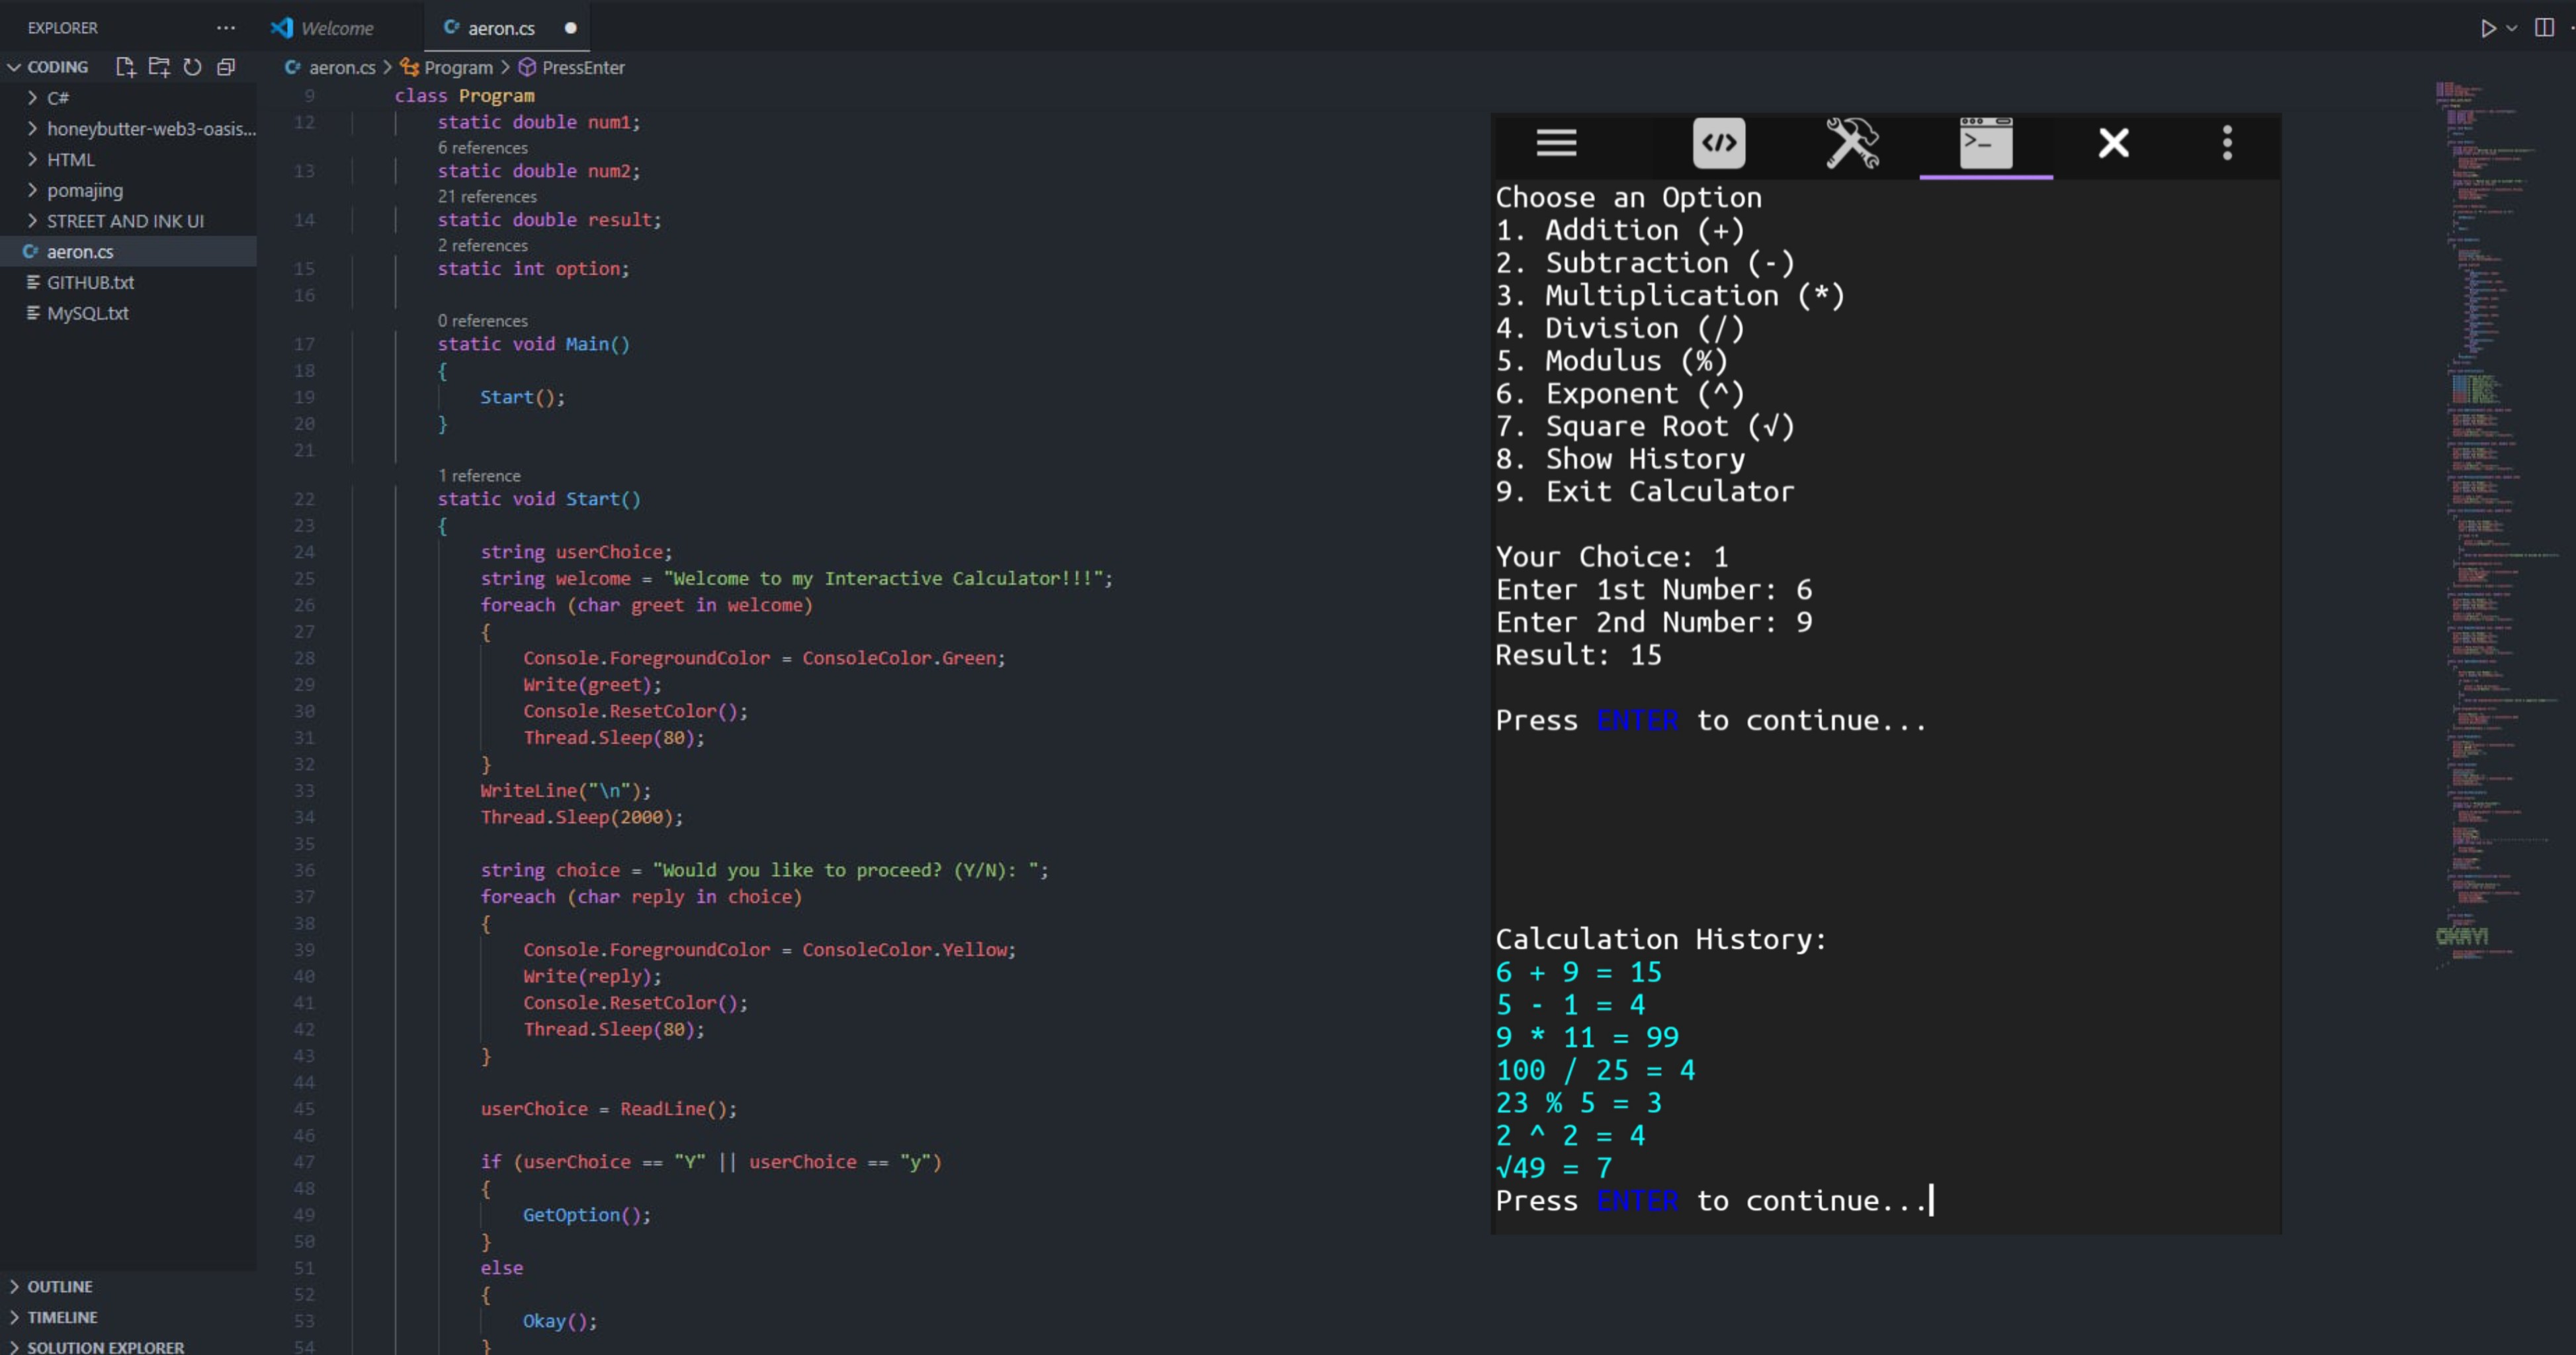 EXPLORER
CODING
C#
honeybutter-web3-oasis...
HTML
pomajing
STREET AND INK UI
aeron.cs
GITHUB.txt
MySQL.txt
OUTLINE
TIMELINE
SOLUTION EXPLORER
Welcome
aeron.cs
aeron.cs > Program > PressEnter
9 class Program
12 static double num1;
6 references
13 static double num2;
21 references
14 static double result;
2 references
15 static int option;
16
0 references
17 static void Main()
18 {
19 Start();
20 }
21
1 reference
22 static void Start()
23 {
24 string userChoice;
25 string welcome = "Welcome to my Interactive Calculator!!!";
26 foreach (char greet in welcome)
27 {
28 Console.ForegroundColor = ConsoleColor.Green;
29 Write(greet);
30 Console.ResetColor();
31 Thread.Sleep(80);
32 }
33 WriteLine("\n");
34 Thread.Sleep(2000);
35
36 string choice = "Would you like to proceed? (Y/N): ";
37 foreach (char reply in choice)
38 {
39 Console.ForegroundColor = ConsoleColor.Yellow;
40 Write(reply);
41 Console.ResetColor();
42 Thread.Sleep(80);
43 }
44
45 userChoice = ReadLine();
46
47 if (userChoice == "Y" || userChoice == "y")
48 {
49 GetOption();
50 }
51 else
52 {
53 Okay();
54 }
Choose an Option
1. Addition (+)
2. Subtraction (-)
3. Multiplication (*)
4. Division (/)
5. Modulus (%)
6. Exponent (^)
7. Square Root (√)
8. Show History
9. Exit Calculator
Your Choice: 1
Enter 1st Number: 6
Enter 2nd Number: 9
Result: 15
Press ENTER to continue...
Calculation History:
6 + 9 = 15
5 - 1 = 4
9 * 11 = 99
100 / 25 = 4
23 % 5 = 3
2 ^ 2 = 4
√49 = 7
Press ENTER to continue...